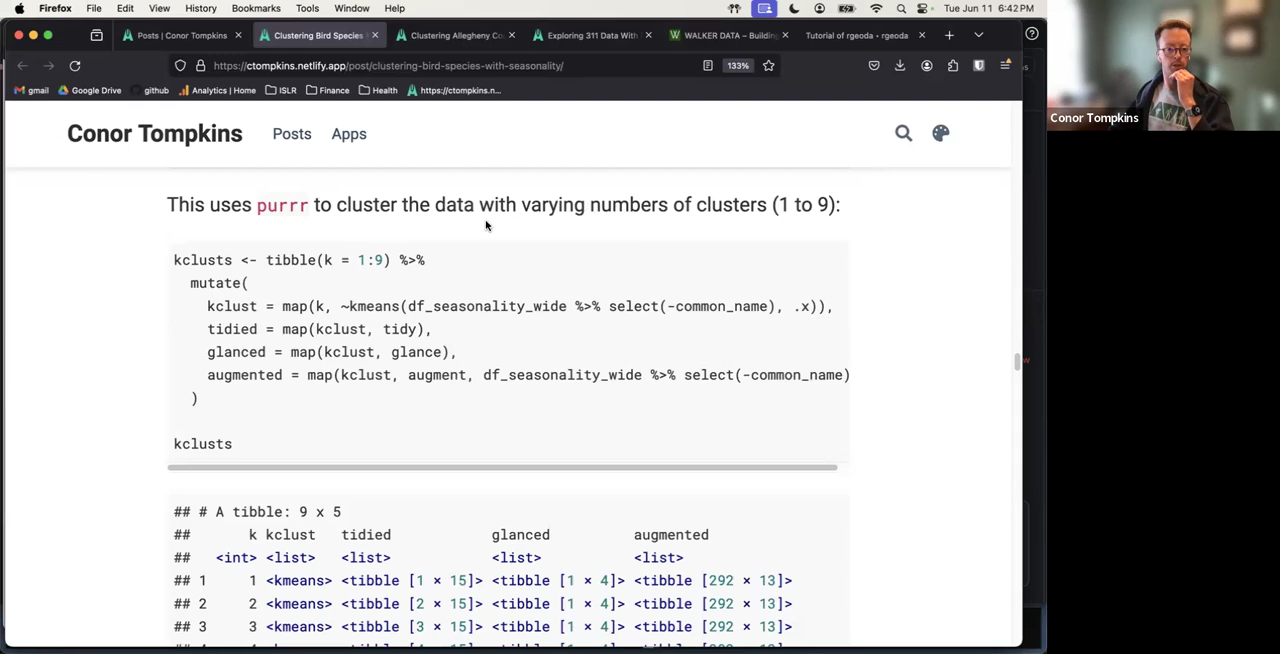 Firefox File Edit View History Bookmarks Tools Window Help Tue Jun 11 6:42 PM
Posts | Conor Tompkins Clustering Bird Species Clustering Allegheny Co Exploring 311 Data With WALKER DATA – Buildin Tutorial of rgeoda • rgeoda
https://ctompkins.netlify.app/post/clustering-bird-species-with-seasonality/ 133%
gmail Google Drive github Analytics | Home ISLR Finance Health https://ctompkins.n...
Conor Tompkins Posts Apps
Conor Tompkins
This uses purrr to cluster the data with varying numbers of clusters (1 to 9):
kclusts <- tibble(k = 1:9) %>%
mutate(
kclust = map(k, ~kmeans(df_seasonality_wide %>% select(-common_name), .x)),
tidied = map(kclust, tidy),
glanced = map(kclust, glance),
augmented = map(kclust, augment, df_seasonality_wide %>% select(-common_name)
)
kclusts
## # A tibble: 9 x 5
## k kclust tidied glanced augmented
## <int> <list> <list> <list> <list>
## 1 1 <kmeans> <tibble [1 × 15]> <tibble [1 × 4]> <tibble [292 × 13]>
## 2 2 <kmeans> <tibble [2 × 15]> <tibble [1 × 4]> <tibble [292 × 13]>
## 3 3 <kmeans> <tibble [3 × 15]> <tibble [1 × 4]> <tibble [292 × 13]>